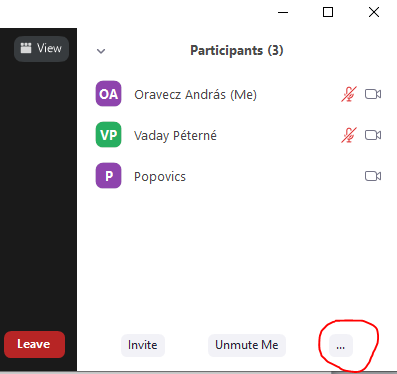 View
Participants (3)
OA Oravecz András (Me)
VP Vaday Péterné
P Popovics
Leave
Invite Unmute Me ...